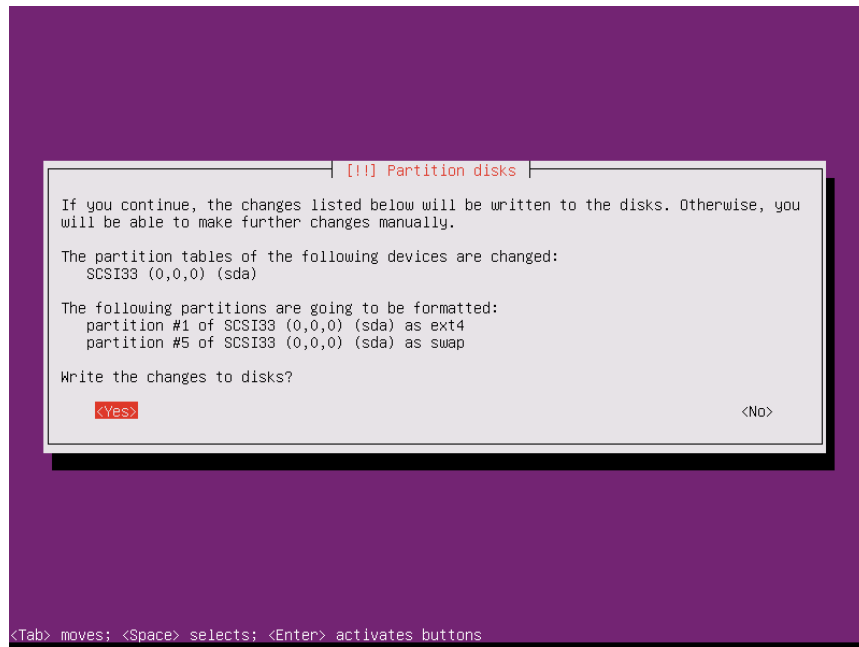 [!!] Partition disks
If you continue, the changes listed below will be written to the disks. Otherwise, you
will be able to make further changes manually.
The partition tables of the following devices are changed:
SCSI33 (0,0,0) (sda)
The following partitions are going to be formatted:
partition #1 of SCSI33 (0,0,0) (sda) as ext4
partition #5 of SCSI33 (0,0,0) (sda) as swap
Write the changes to disks?
<Yes> <No>
<Tab> moves; <Space> selects; <Enter> activates buttons